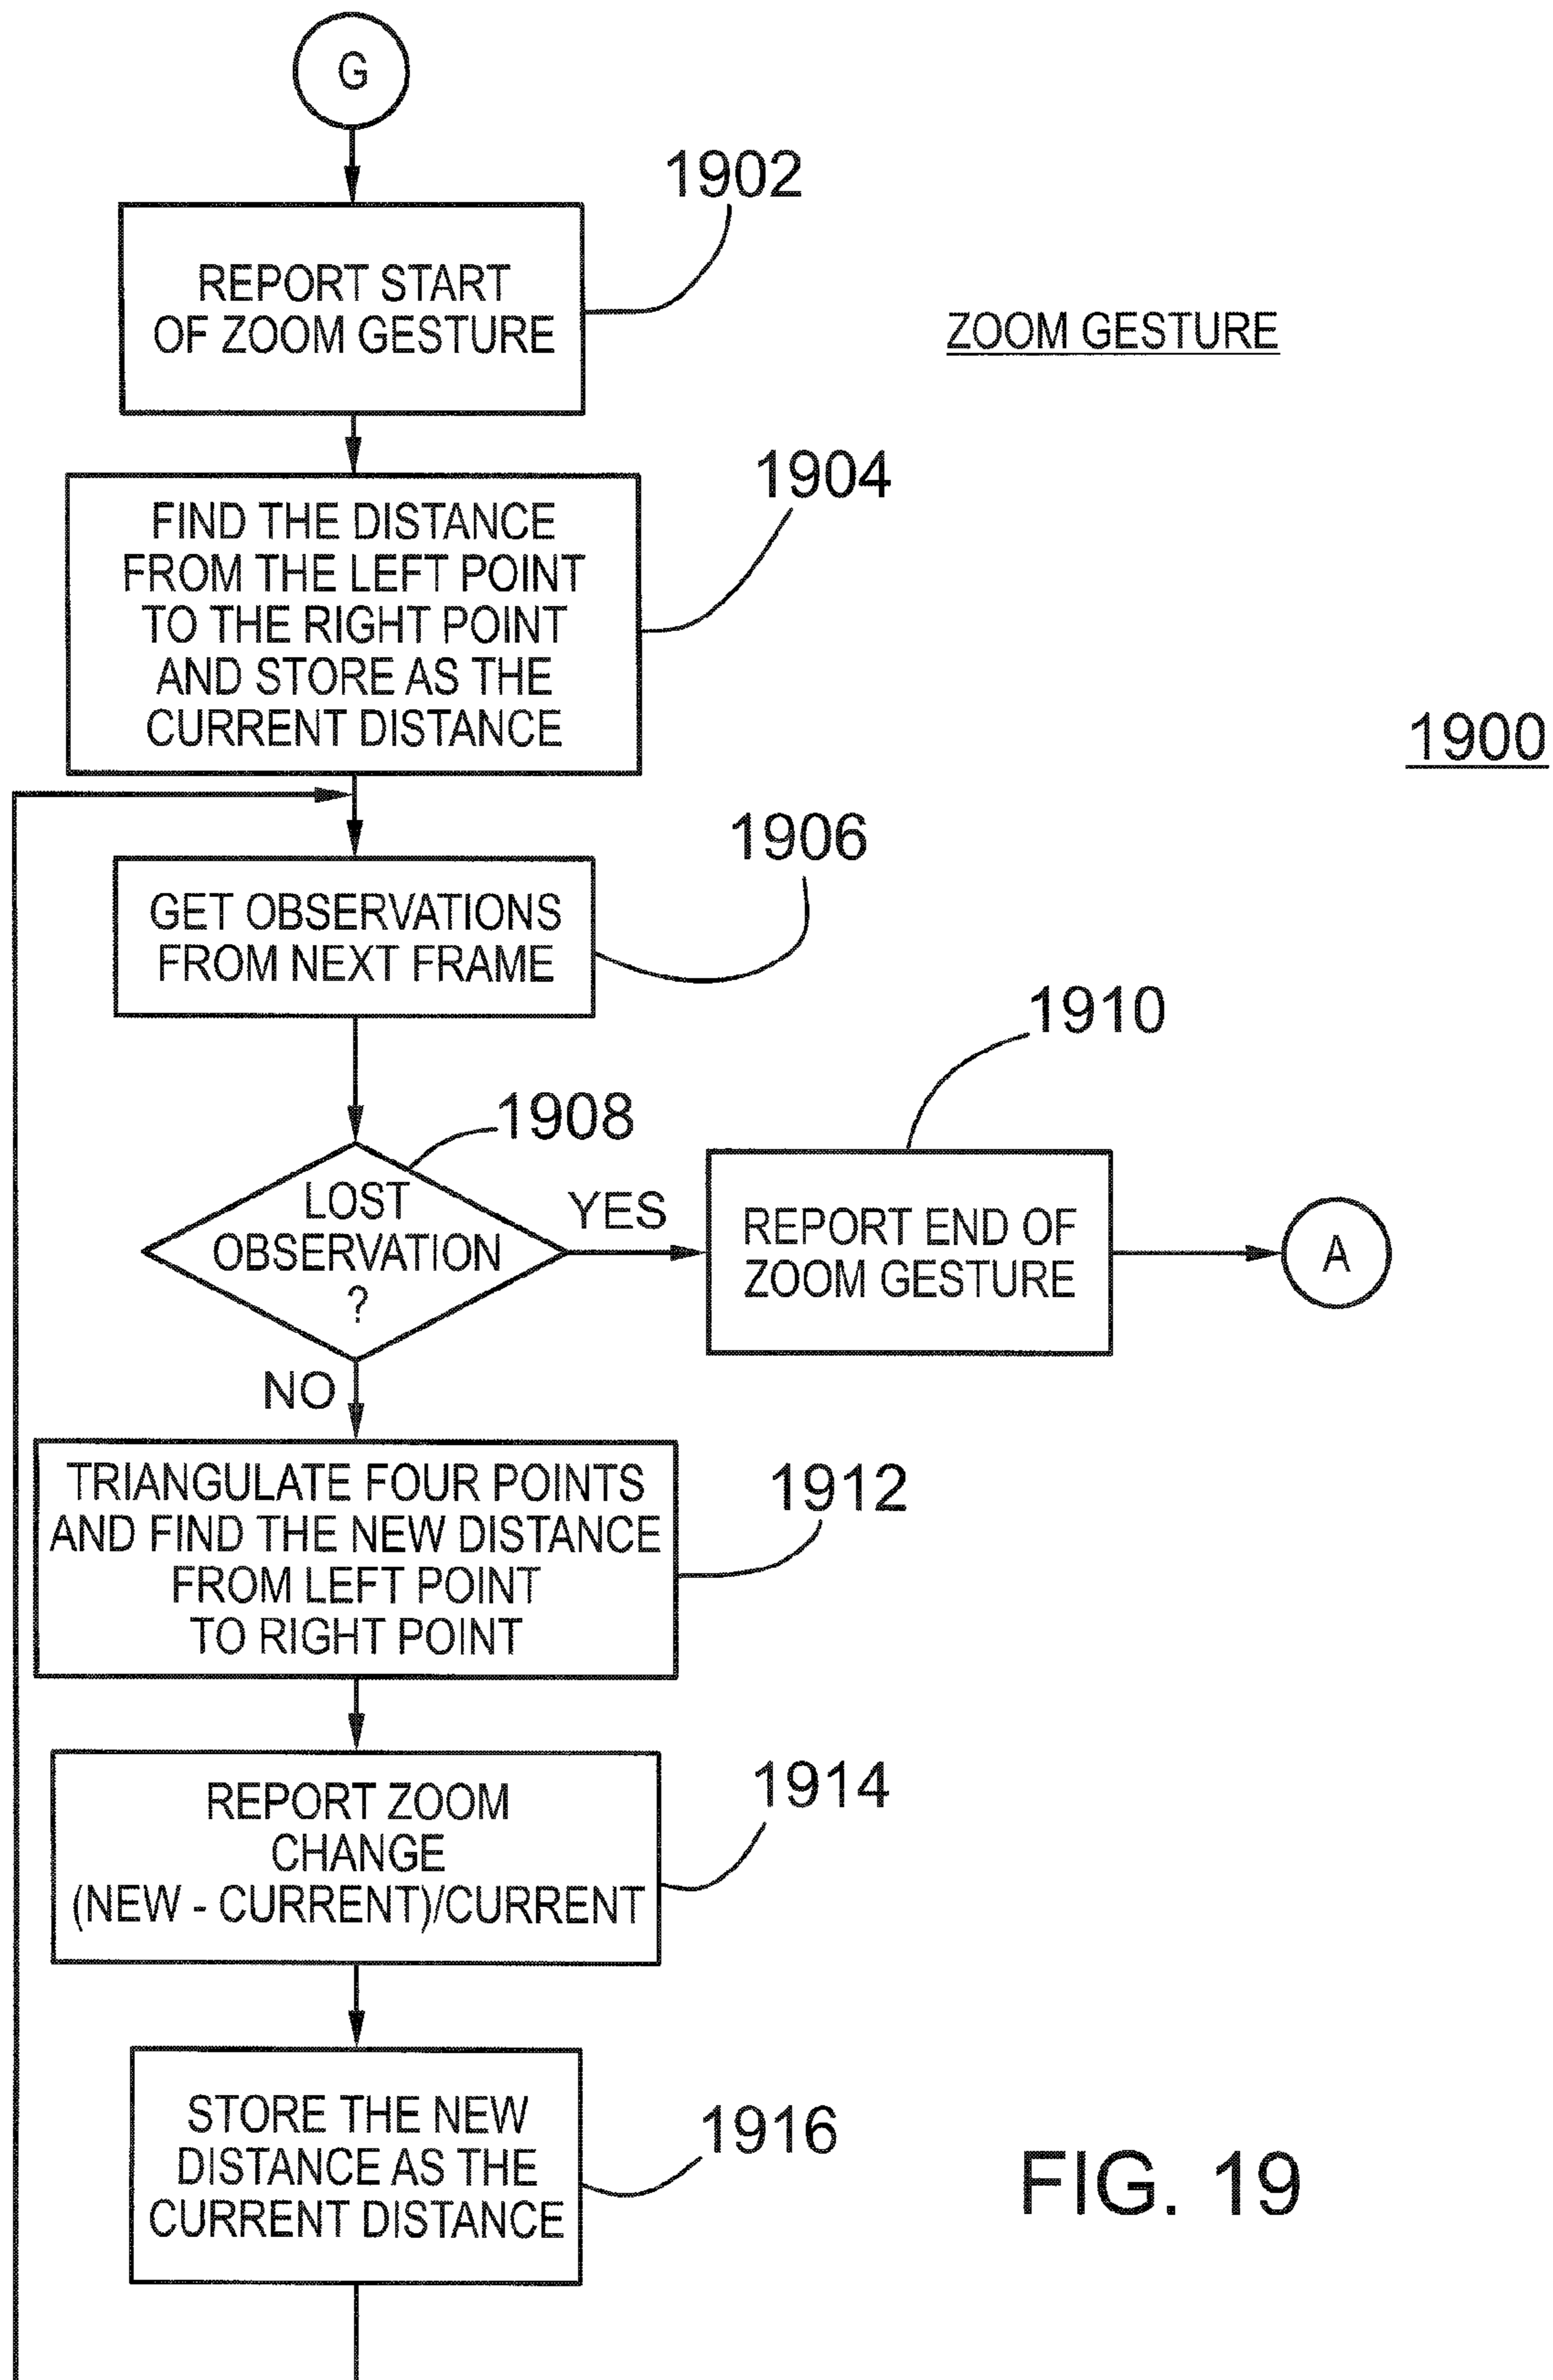 G
1902
REPORT START
OF ZOOM GESTURE
ZOOM GESTURE
1904
FIND THE DISTANCE
FROM THE LEFT POINT
TO THE RIGHT POINT
AND STORE AS THE
CURRENT DISTANCE
1900
1906
GET OBSERVATIONS
FROM NEXT FRAME
1910
1908
LOST
OBSERVATION
?
YES
REPORT END OF
ZOOM GESTURE
A
NO
1912
TRIANGULATE FOUR POINTS
AND FIND THE NEW DISTANCE
FROM LEFT POINT
TO RIGHT POINT
1914
REPORT ZOOM
CHANGE
(NEW - CURRENT)/CURRENT
1916
STORE THE NEW
DISTANCE AS THE
CURRENT DISTANCE
FIG. 19